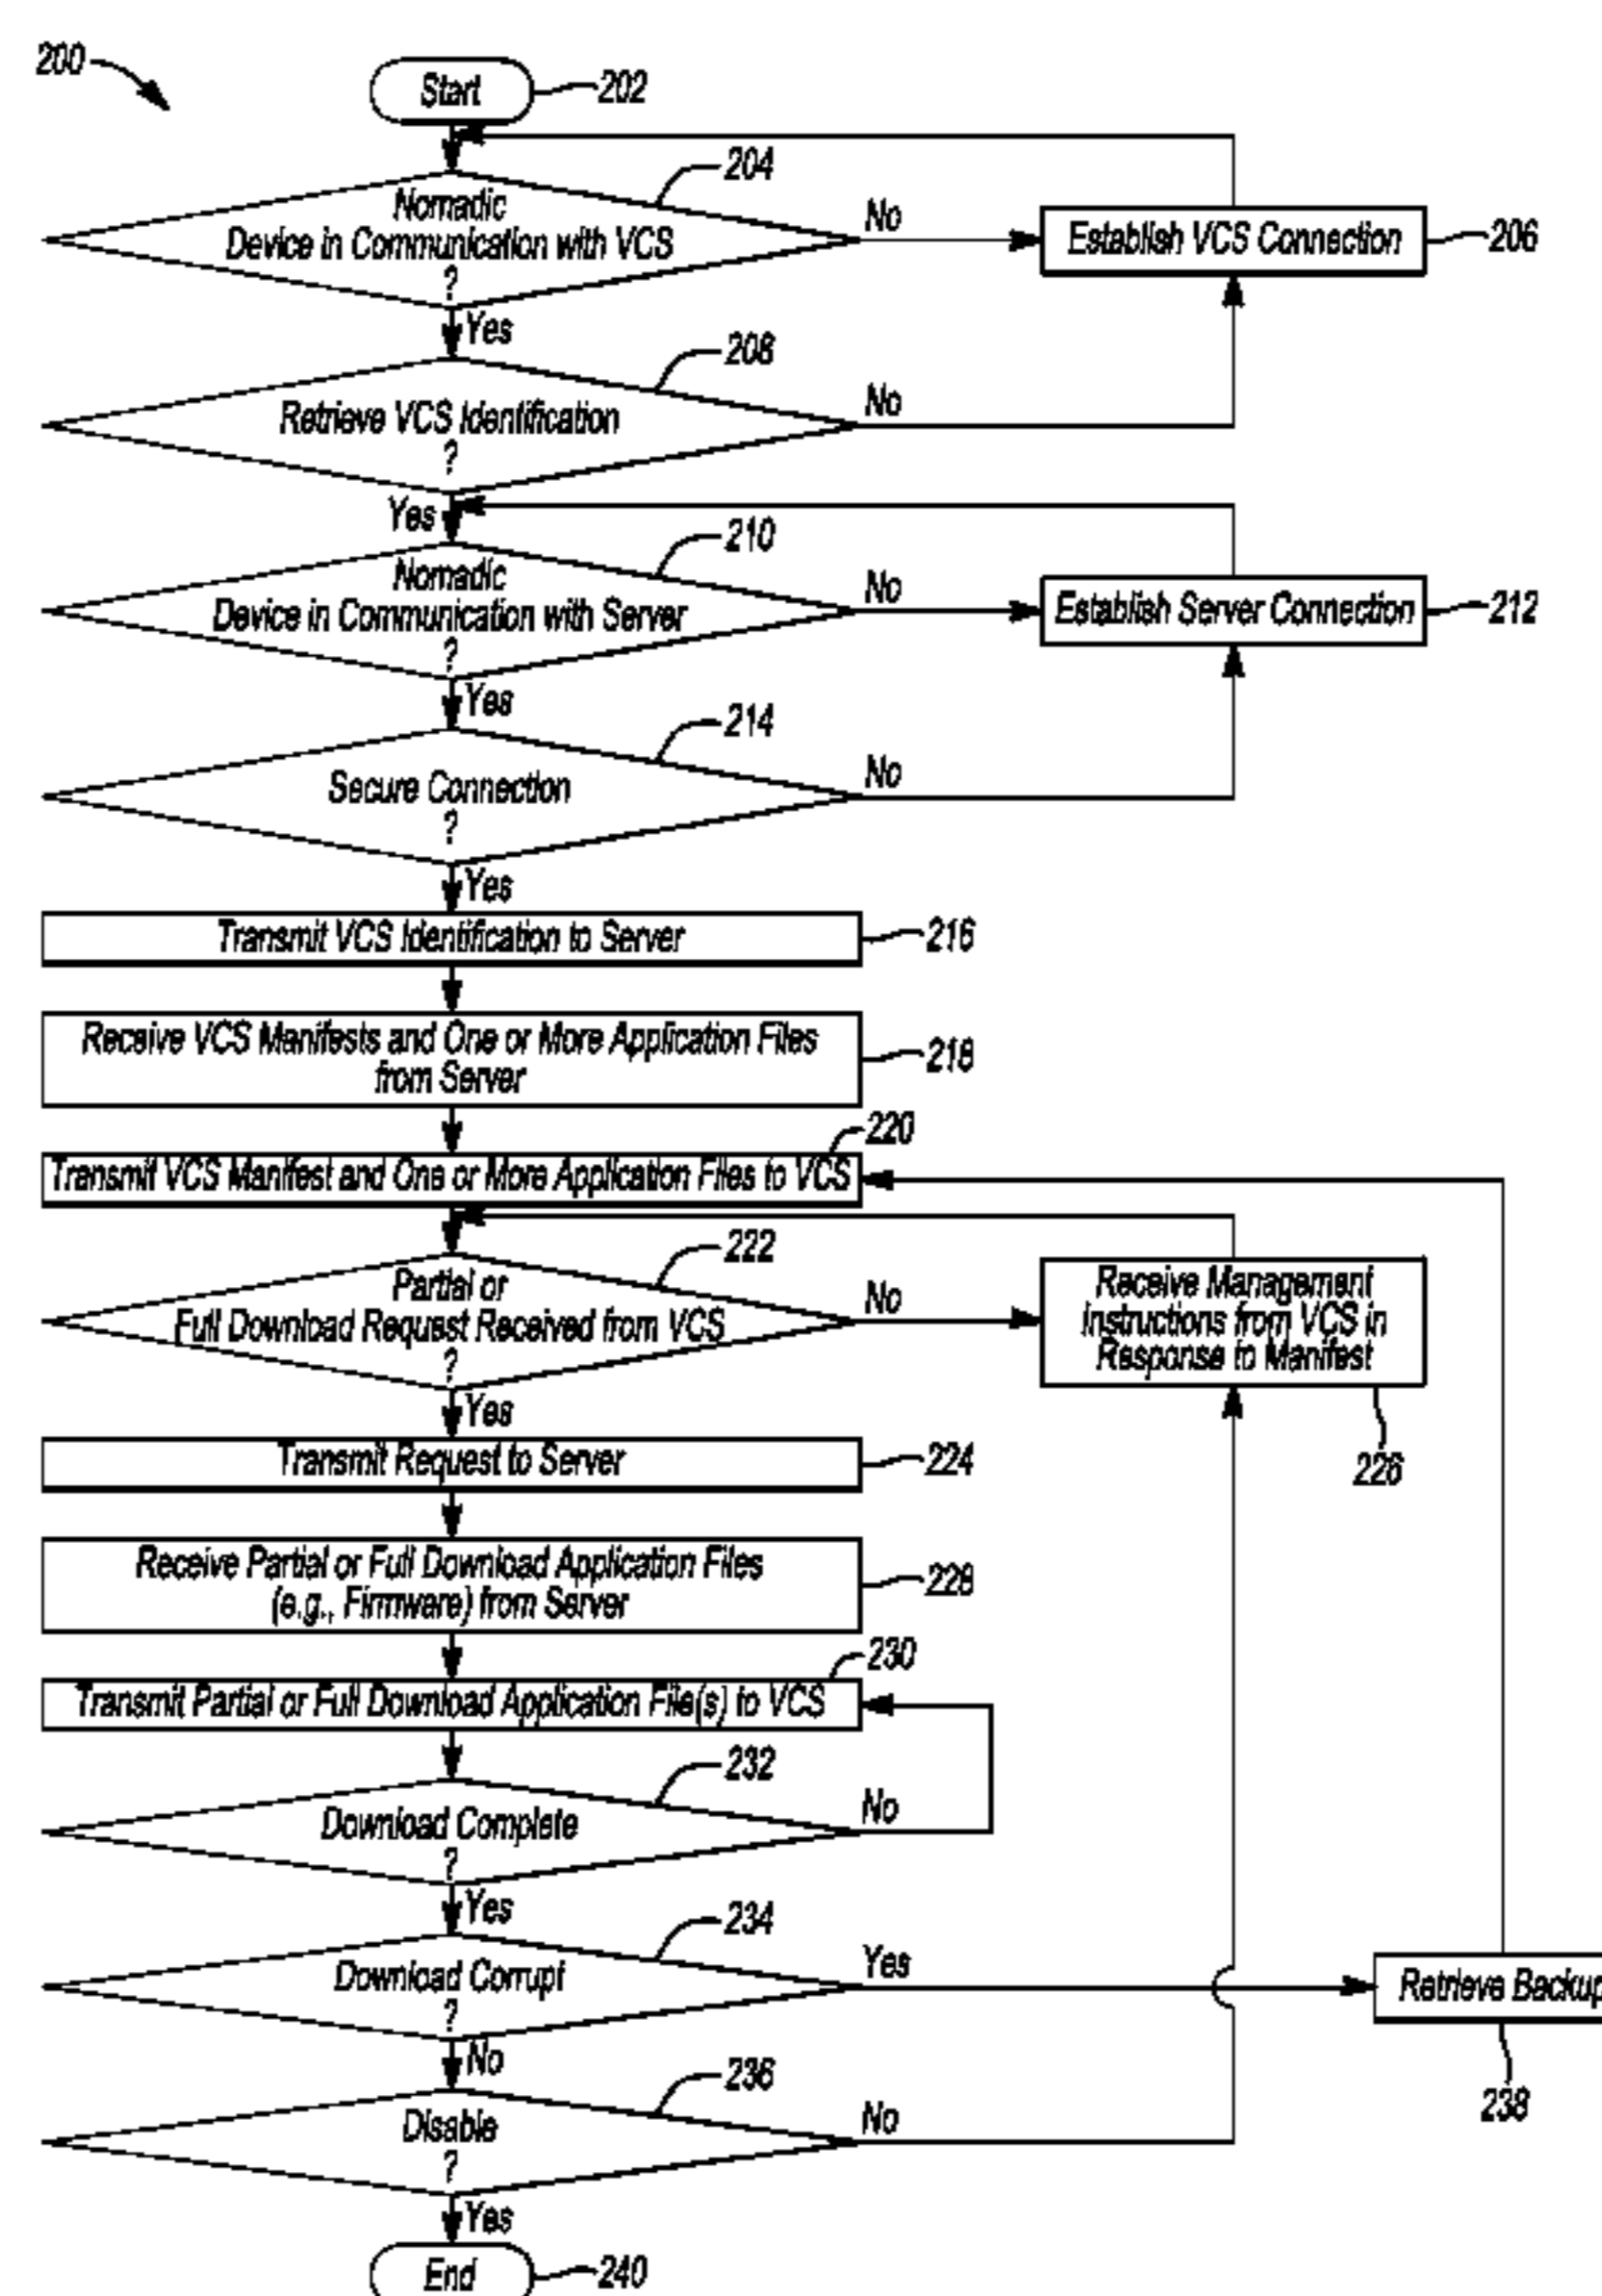 200
Start
202
204
Nomadic
Device in Communication with VCS
?
No
Establish VCS Connection
206
Yes
208
Retrieve VCS Identification
?
No
Yes
210
Nomadic
Device in Communication with Server
?
No
Establish Server Connection
212
Yes
214
Secure Connection
?
No
Yes
Transmit VCS Identification to Server
216
Receive VCS Manifests and One or More Application Files
from Server
218
220
Transmit VCS Manifest and One or More Application Files to VCS
222
Partial or
Full Download Request Received from VCS
?
No
Receive Management
Instructions from VCS in
Response to Manifest
226
Yes
Transmit Request to Server
224
Receive Partial or Full Download Application Files
(e.g., Firmware) from Server
228
230
Transmit Partial or Full Download Application File(s) to VCS
232
Download Complete
?
No
Yes
234
Download Corrupt
?
Yes
Retrieve Backup
238
No
236
Disable
?
No
Yes
End
240